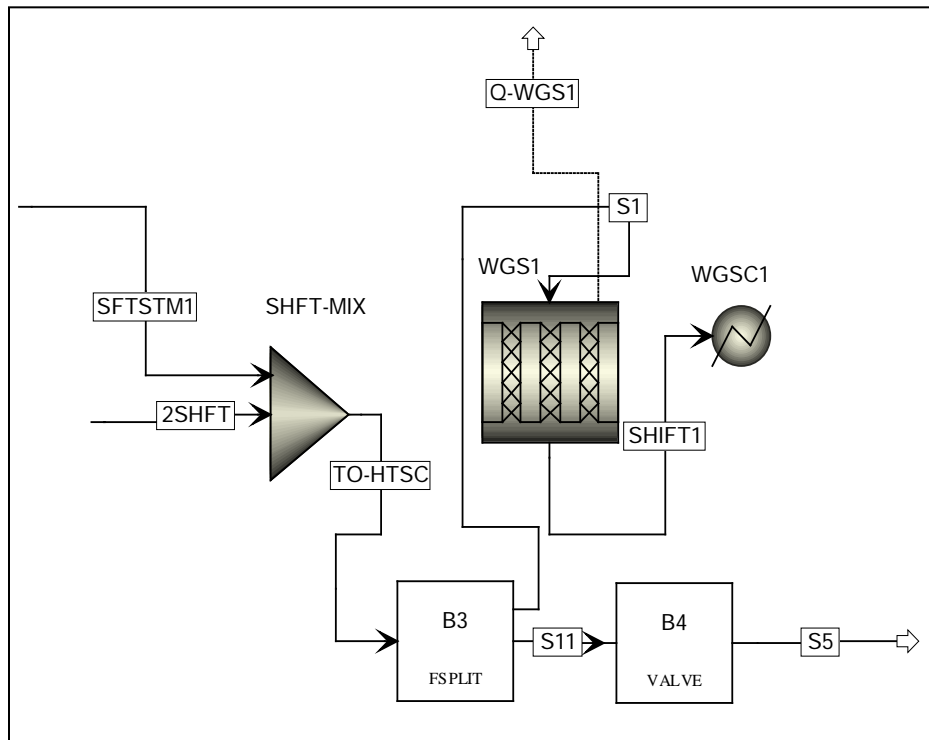 Q-WGS1
S1
WGS1
WGSC1
SFTSTM1
SHFT-MIX
2SHFT
SHIFT1
TO-HTSC
B3
FSPLIT
S11
B4
VALVE
S5